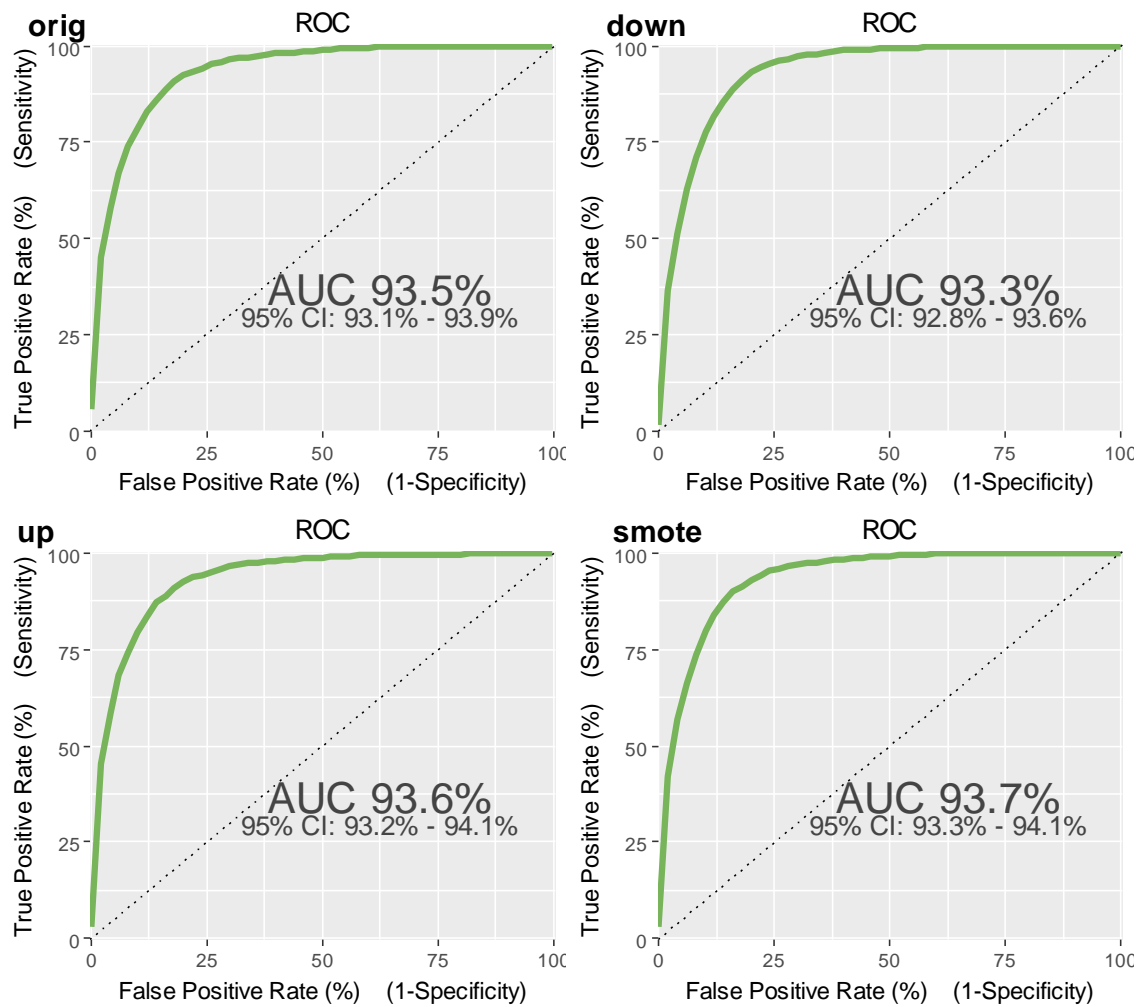 orig
ROC
100
75
50
25
0
True Positive Rate (%) (Sensitivity)
AUC 93.5%
95% CI: 93.1% - 93.9%
0 25 50 75 100
False Positive Rate (%) (1-Specificity)
down
ROC
100
75
50
25
0
True Positive Rate (%) (Sensitivity)
AUC 93.3%
95% CI: 92.8% - 93.6%
0 25 50 75 100
False Positive Rate (%) (1-Specificity)
up
ROC
100
75
50
25
0
True Positive Rate (%) (Sensitivity)
AUC 93.6%
95% CI: 93.2% - 94.1%
0 25 50 75 100
False Positive Rate (%) (1-Specificity)
smote
ROC
100
75
50
25
0
True Positive Rate (%) (Sensitivity)
AUC 93.7%
95% CI: 93.3% - 94.1%
0 25 50 75 100
False Positive Rate (%) (1-Specificity)